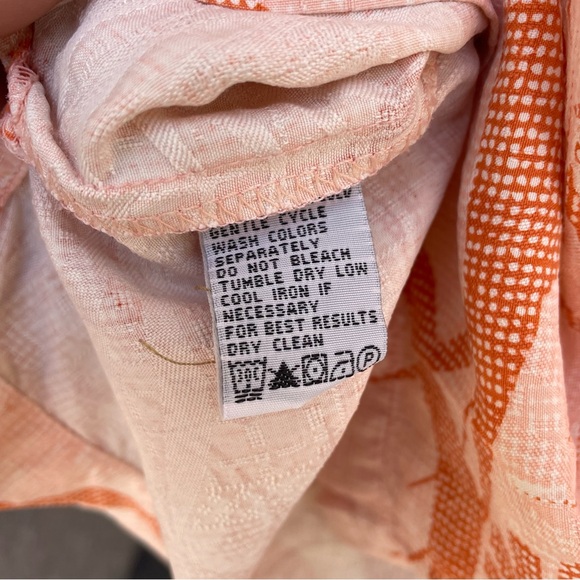 GENTLE CYCLE
WASH COLORS
SEPARATELY
DO NOT BLEACH
TUMBLE DRY LOW
COOL IRON IF
NECESSARY
FOR BEST RESULTS
DRY CLEAN
30C
P